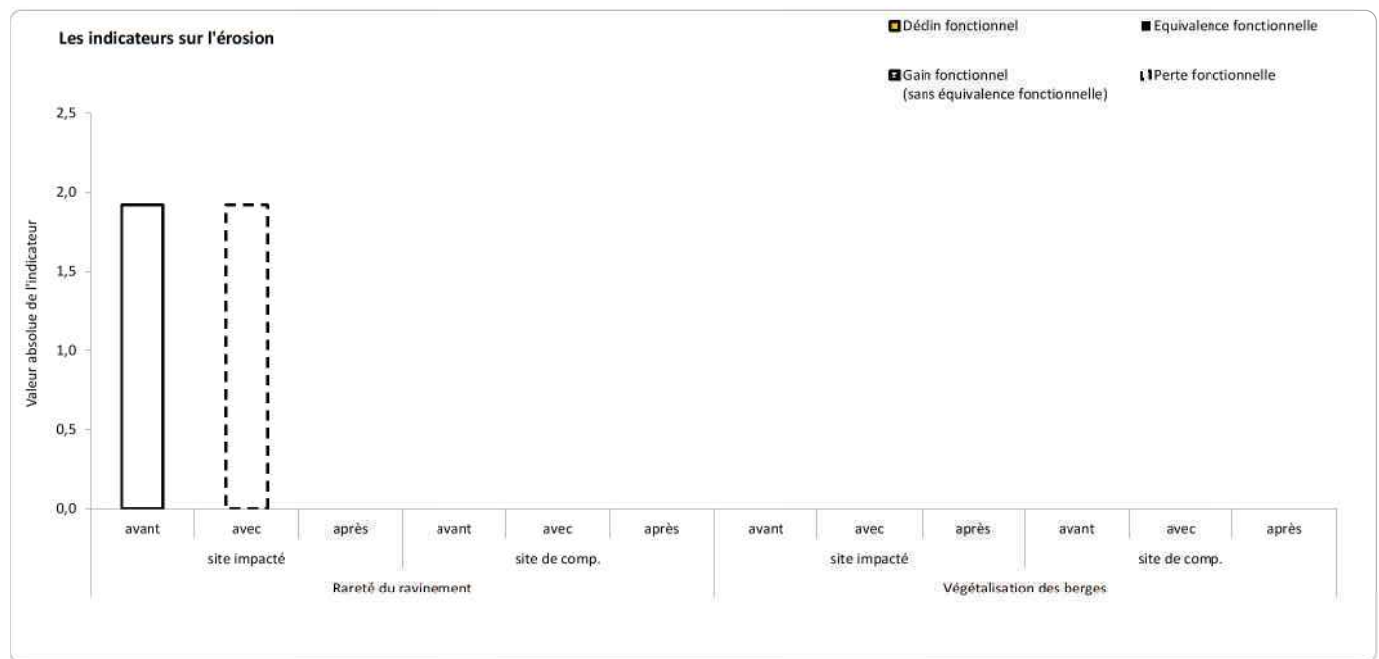 Les indicateurs sur l'érosion
Dédin fonctionnel
Equivalence fonctionnelle
Gain fonctionnel
(sans équivalence fonctionnelle)
Perte fonctionnelle
Valeur absolue de l'indicateur
2,5
2,0
1,5
1,0
0,5
0,0
avant avec après avant avec après avant avec après avant avec après
site impacté site de comp. site impacté site de comp.
Rareté du ravinement Végétalisation des berges